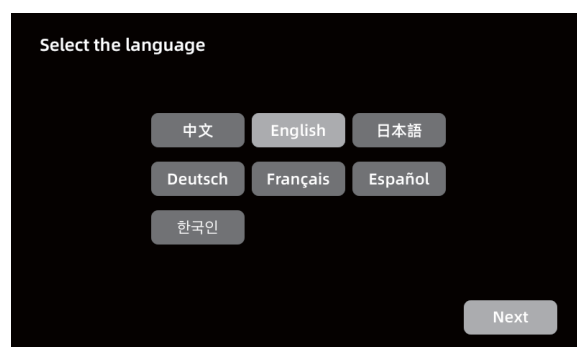 Select the language
中文 English 日本語
Deutsch Français Español
한국인
Next